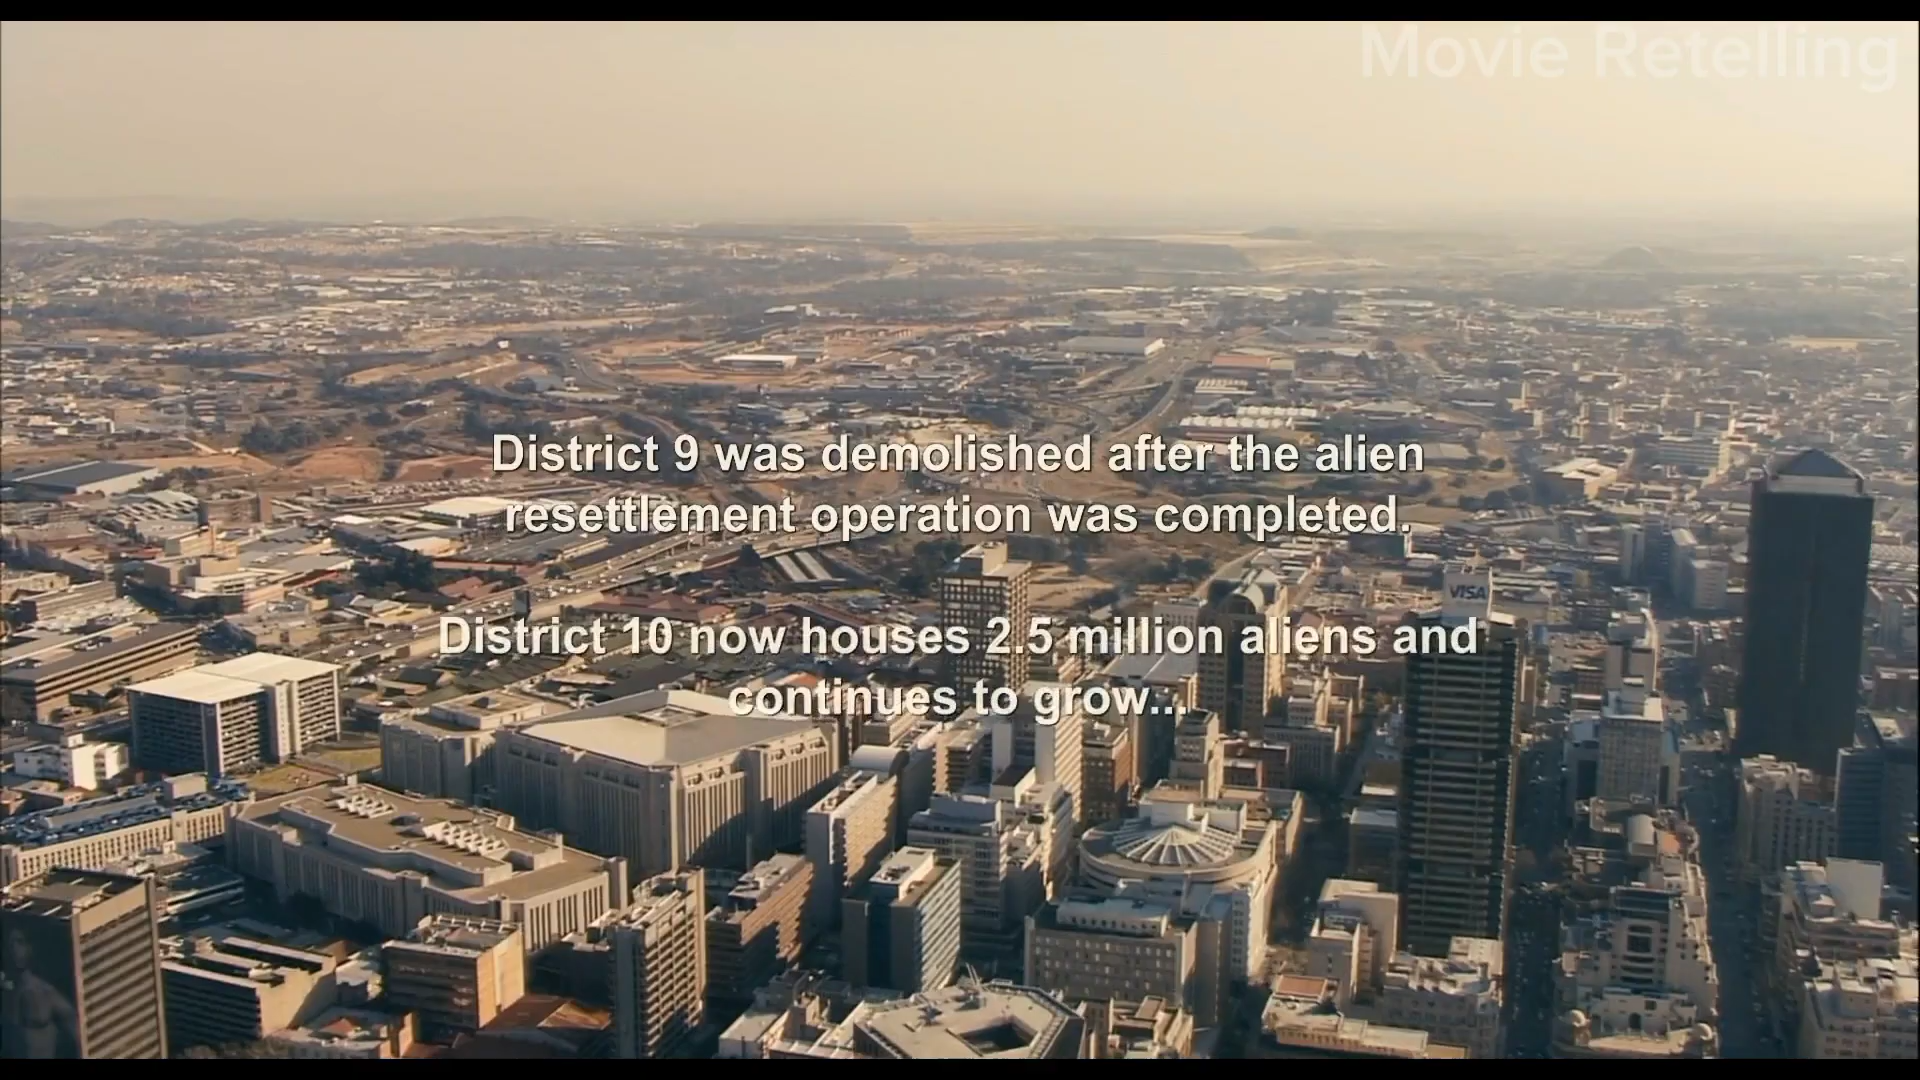 Movie Retelling
District 9 was demolished after the alien
resettlement operation was completed.
VISA
District 10 now houses 2.5 million aliens and
continues to grow...